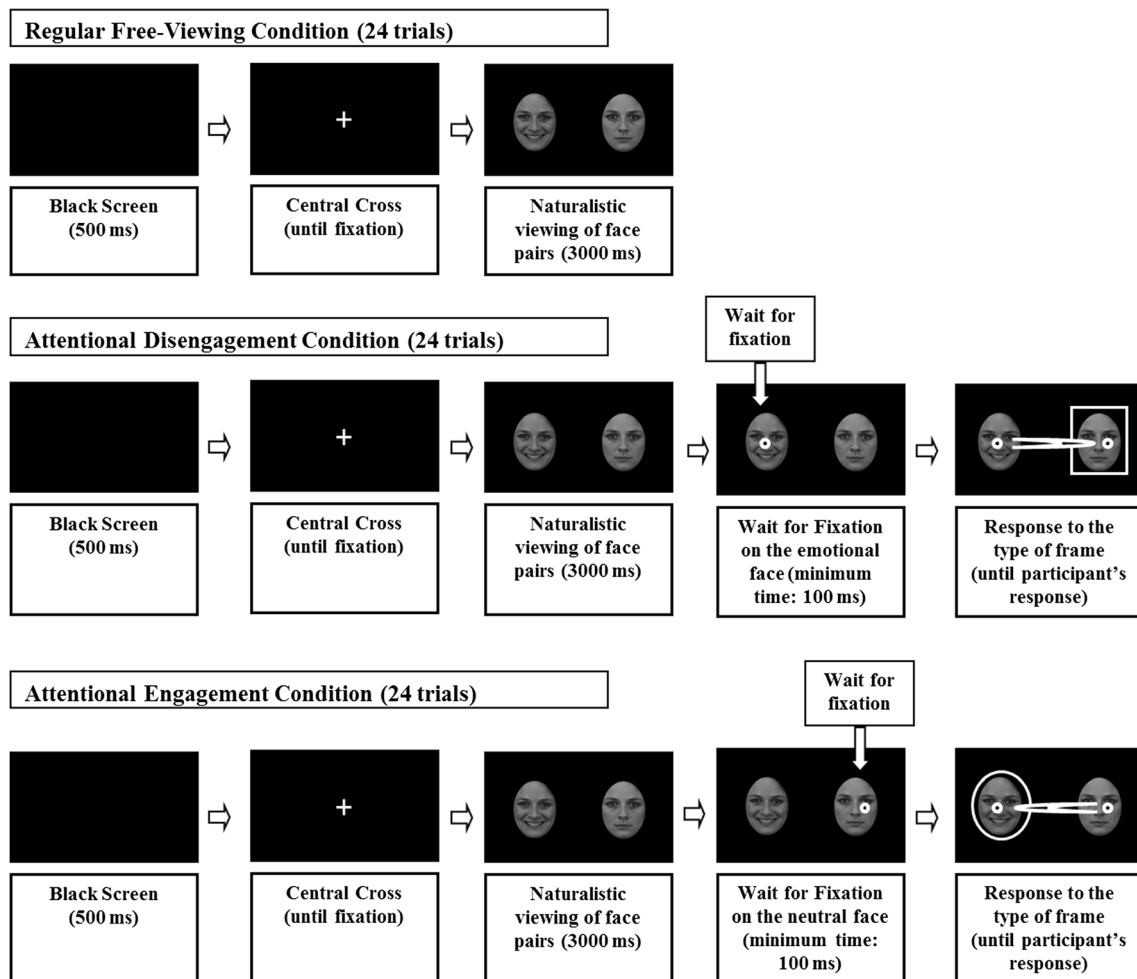 Regular Free-Viewing Condition (24 trials)
Black Screen
(500 ms)
Central Cross
(until fixation)
Naturalistic
viewing of face
pairs (3000 ms)
Attentional Disengagement Condition (24 trials)
Wait for
fixation
Black Screen
(500 ms)
Central Cross
(until fixation)
Naturalistic
viewing of face
pairs (3000 ms)
Wait for Fixation
on the emotional
face (minimum
time: 100 ms)
Response to the
type of frame
(until participant's
response)
Attentional Engagement Condition (24 trials)
Wait for
fixation
Black Screen
(500 ms)
Central Cross
(until fixation)
Naturalistic
viewing of face
pairs (3000 ms)
Wait for Fixation
on the neutral face
(minimum time:
100 ms)
Response to the
type of frame
(until participant's
response)